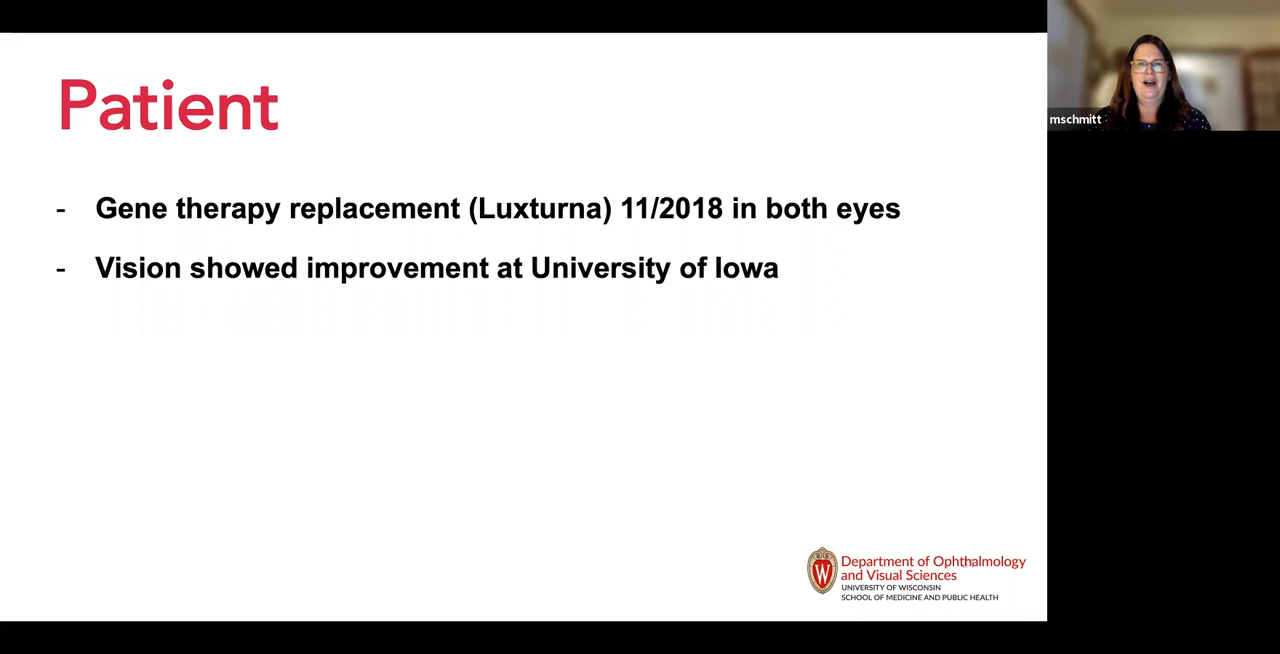 Patient
- Gene therapy replacement (Luxturna) 11/2018 in both eyes
- Vision showed improvement at University of Iowa
mschmitt
W
Department of Ophthalmology
and Visual Sciences
UNIVERSITY OF WISCONSIN
SCHOOL OF MEDICINE AND PUBLIC HEALTH